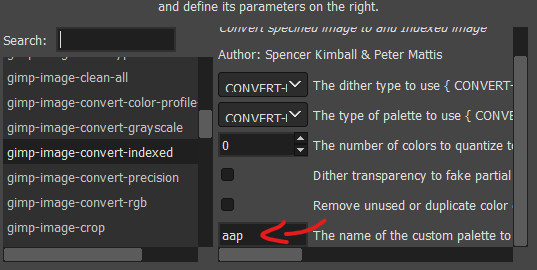 and define its parameters on the right.
Search:
Convert specified image to and Indexed image
Author: Spencer Kimball & Peter Mattis
gimp-image-clean-all
gimp-image-convert-color-profile
gimp-image-convert-grayscale
gimp-image-convert-indexed
gimp-image-convert-precision
gimp-image-convert-rgb
gimp-image-crop
CONVERT-
The dither type to use { CONVERT-
CONVERT-
The type of palette to use { CONVE
0
The number of colors to quantize to
Dither transparency to fake partial
Remove unused or duplicate color
aap
The name of the custom palette to